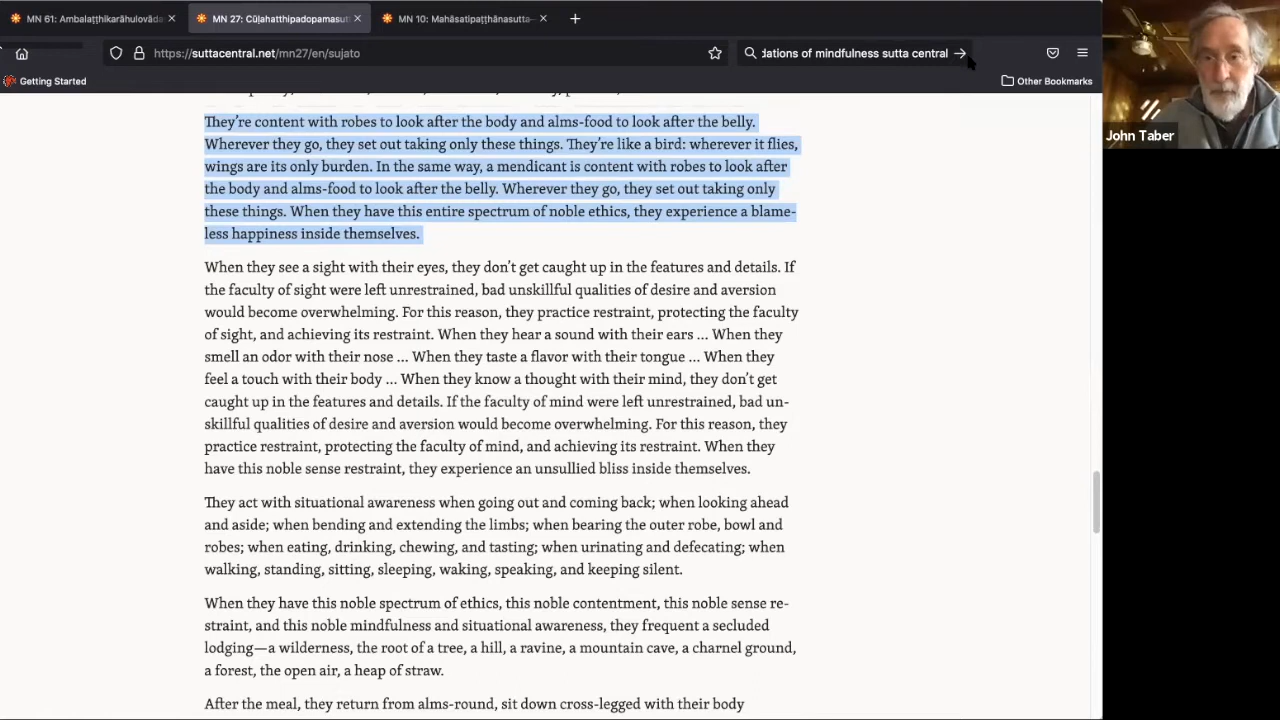 MN 61: Ambalaṭṭhikarāhulovāda
MN 27: Cūḷahatthipadopamasut
MN 10: Mahāsatipaṭṭhānasutta—
https://suttacentral.net/mn27/en/sujato
dations of mindfulness sutta central
Getting Started
Other Bookmarks
John Taber
They’re content with robes to look after the body and alms-food to look after the belly.
Wherever they go, they set out taking only these things. They’re like a bird: wherever it flies,
wings are its only burden. In the same way, a mendicant is content with robes to look after
the body and alms-food to look after the belly. Wherever they go, they set out taking only
these things. When they have this entire spectrum of noble ethics, they experience a blame-
less happiness inside themselves.
When they see a sight with their eyes, they don’t get caught up in the features and details. If
the faculty of sight were left unrestrained, bad unskillful qualities of desire and aversion
would become overwhelming. For this reason, they practice restraint, protecting the faculty
of sight, and achieving its restraint. When they hear a sound with their ears … When they
smell an odor with their nose … When they taste a flavor with their tongue … When they
feel a touch with their body … When they know a thought with their mind, they don’t get
caught up in the features and details. If the faculty of mind were left unrestrained, bad un-
skillful qualities of desire and aversion would become overwhelming. For this reason, they
practice restraint, protecting the faculty of mind, and achieving its restraint. When they
have this noble sense restraint, they experience an unsullied bliss inside themselves.
They act with situational awareness when going out and coming back; when looking ahead
and aside; when bending and extending the limbs; when bearing the outer robe, bowl and
robes; when eating, drinking, chewing, and tasting; when urinating and defecating; when
walking, standing, sitting, sleeping, waking, speaking, and keeping silent.
When they have this noble spectrum of ethics, this noble contentment, this noble sense re-
straint, and this noble mindfulness and situational awareness, they frequent a secluded
lodging—a wilderness, the root of a tree, a hill, a ravine, a mountain cave, a charnel ground,
a forest, the open air, a heap of straw.
After the meal, they return from alms-round, sit down cross-legged with their body